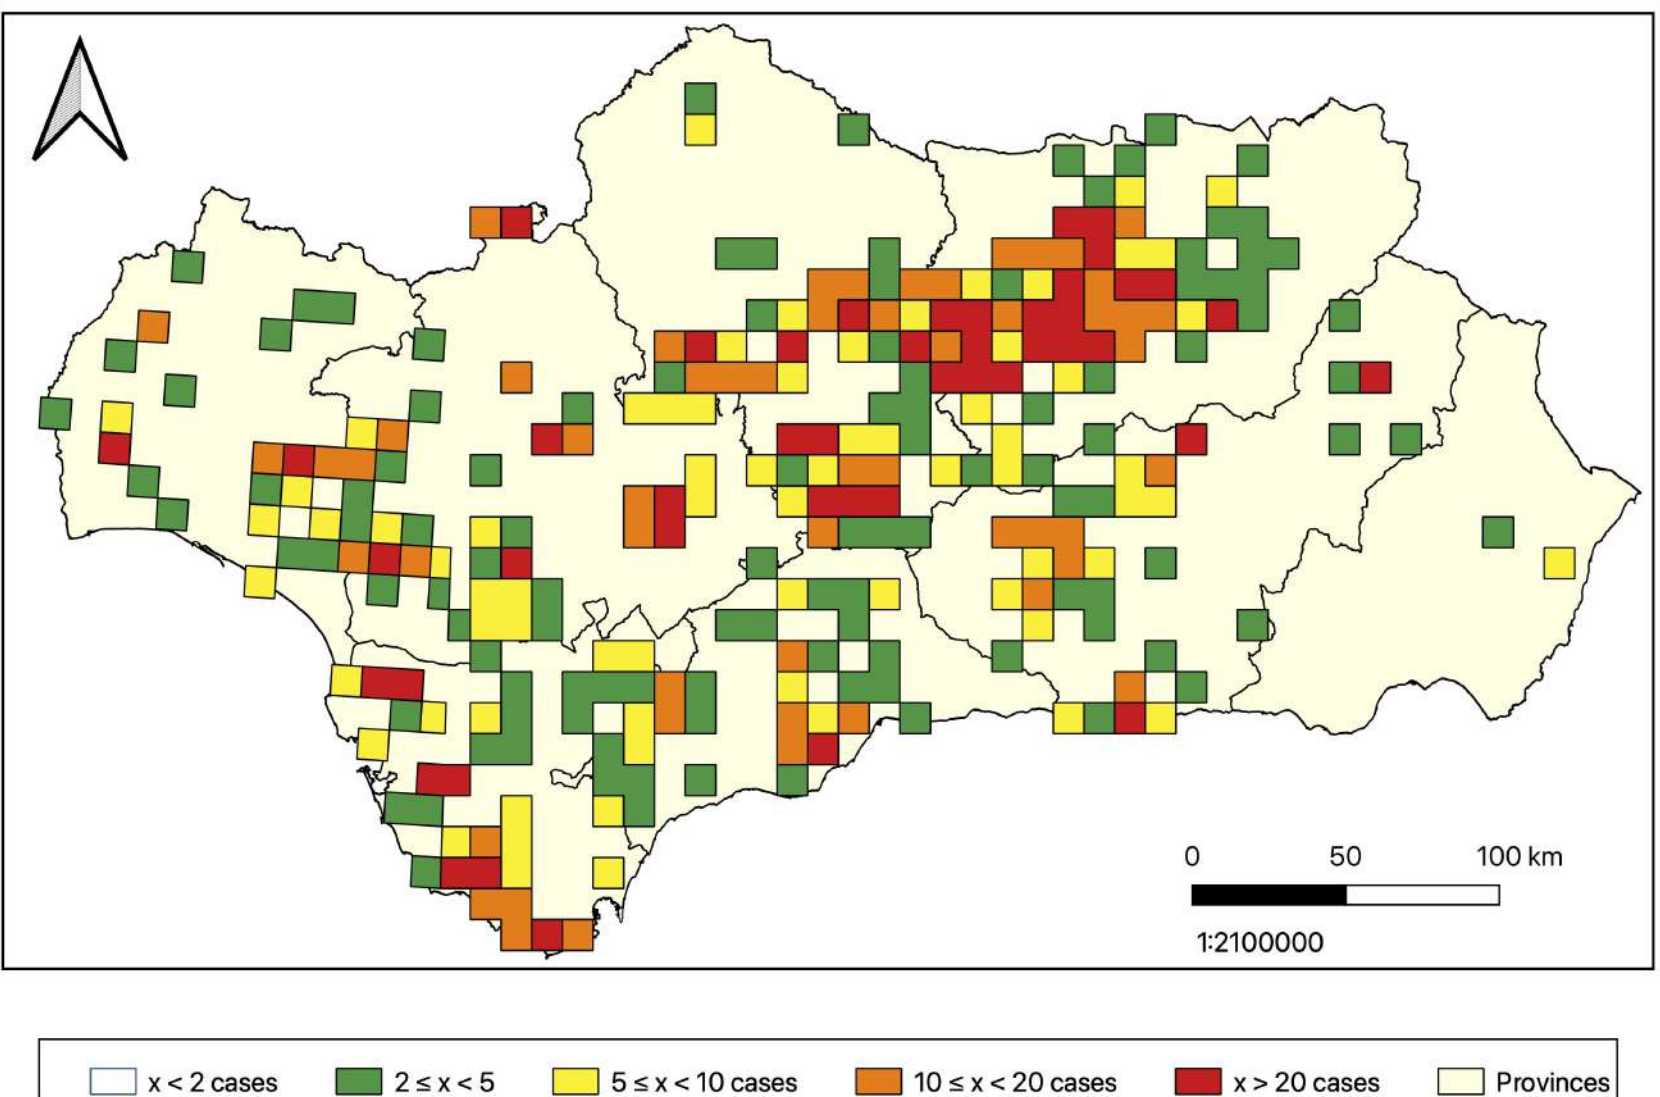 0 50 100 km
1:2100000
x < 2 cases 2 ≤ x < 5 5 ≤ x < 10 cases 10 ≤ x < 20 cases x > 20 cases Provinces